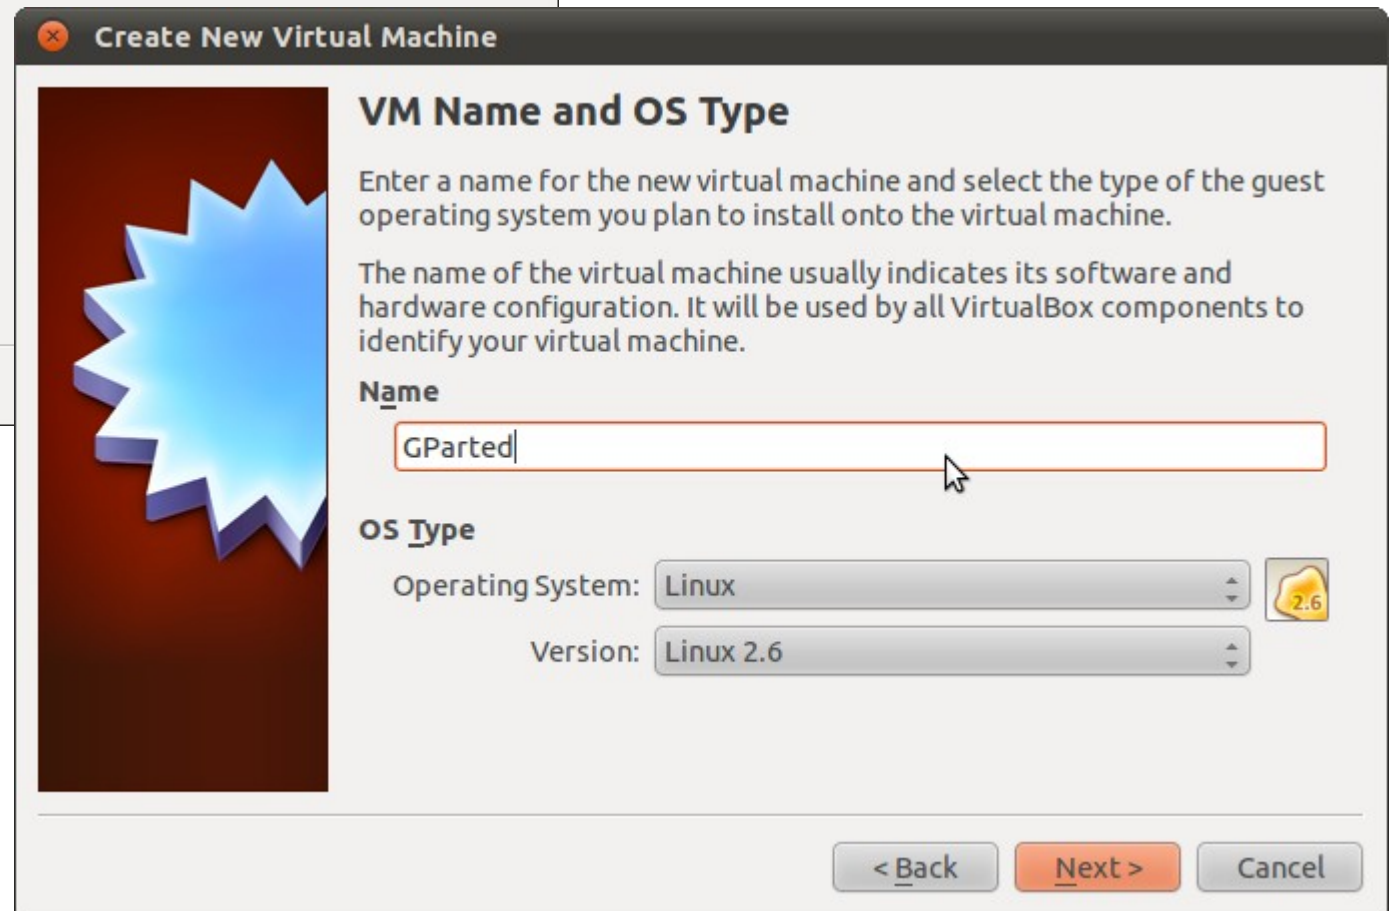 Create New Virtual Machine
VM Name and OS Type
Enter a name for the new virtual machine and select the type of the guest
operating system you plan to install onto the virtual machine.
The name of the virtual machine usually indicates its software and
hardware configuration. It will be used by all VirtualBox components to
identify your virtual machine.
Name
GParted
OS Type
Operating System: Linux
2.6
Version: Linux 2.6
< Back Next > Cancel